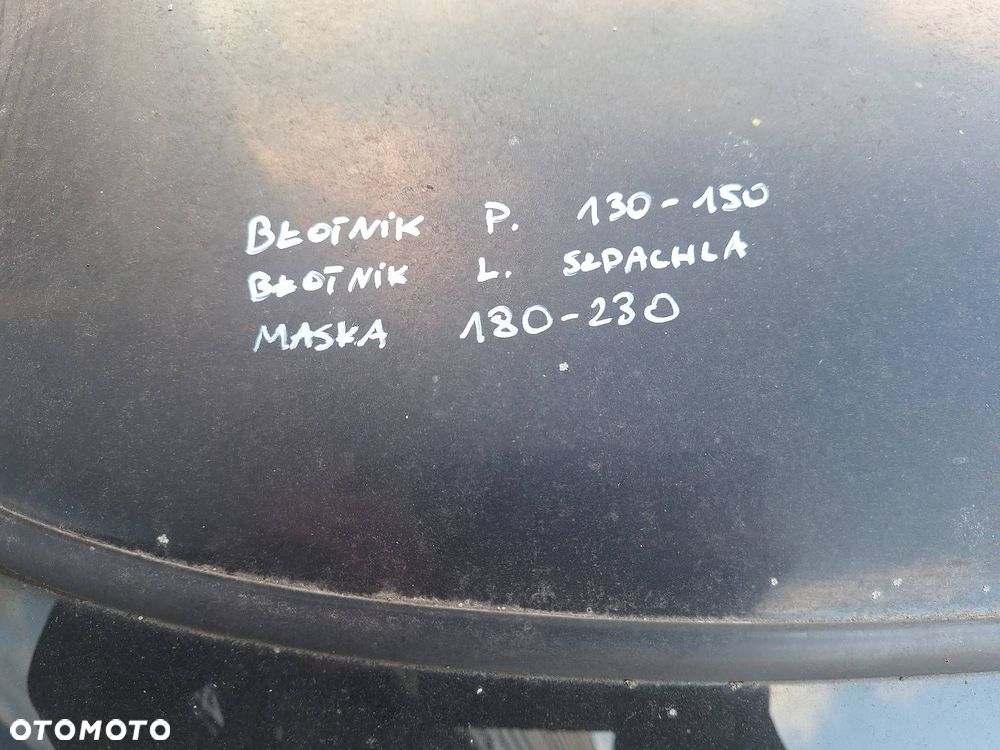 BŁOTNIK P. 130-150
BŁOTNIK L. SZPACHLA
MASKA 180-230
OTOMOTO